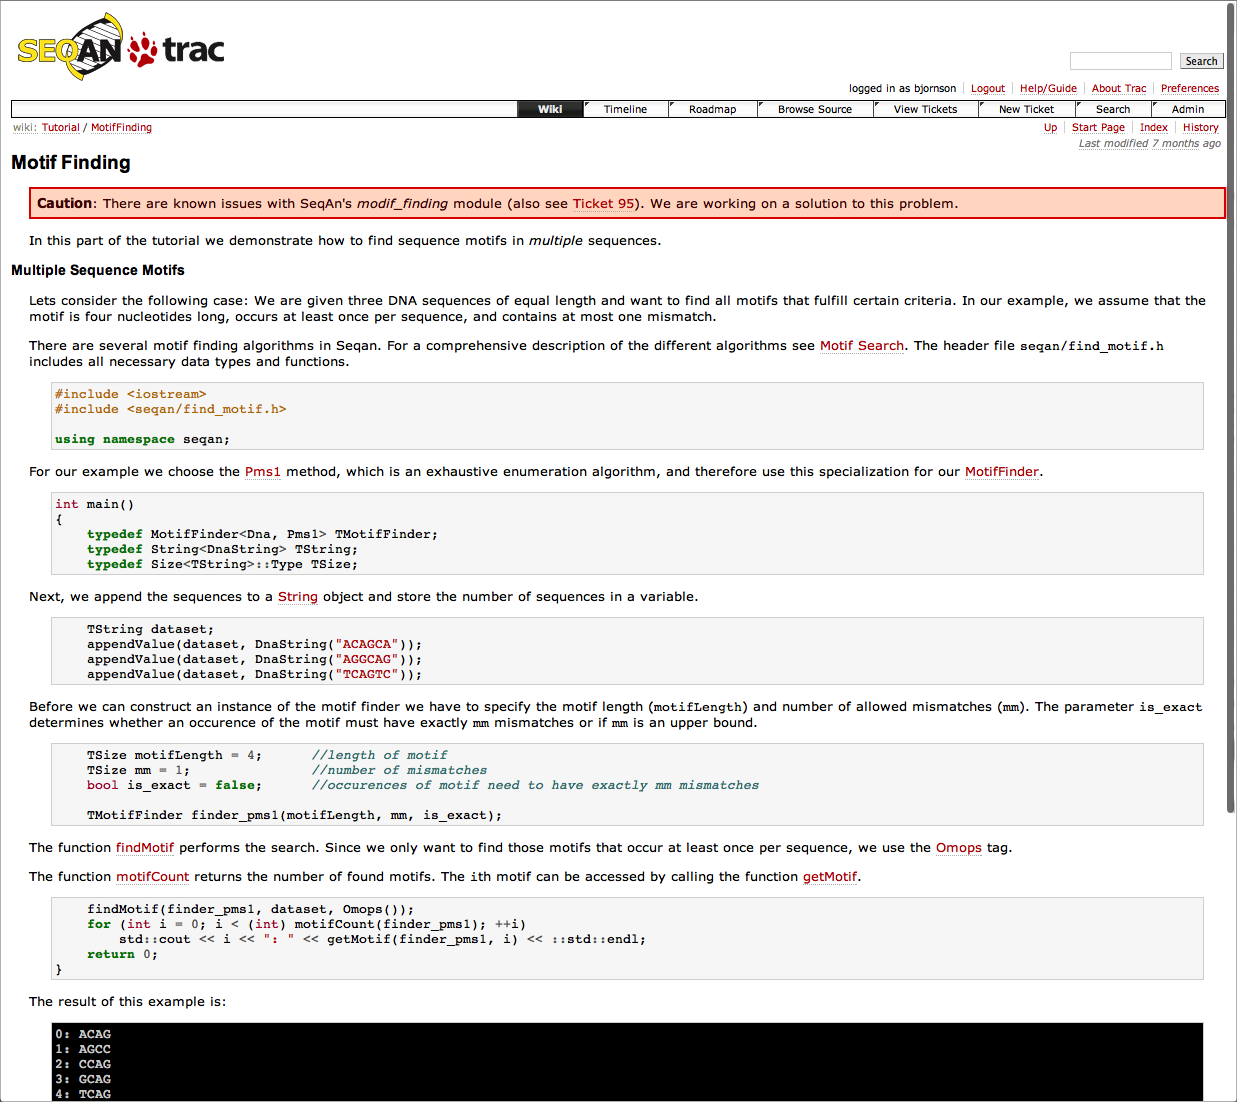 SEQAN trac
Search
logged in as bjornson Logout Help/Guide About Trac Preferences
Wiki Timeline Roadmap Browse Source View Tickets New Ticket Search Admin
wiki: Tutorial / MotifFinding Up Start Page Index History
Last modified 7 months ago
Motif Finding
Caution: There are known issues with SeqAn's modif_finding module (also see Ticket 95). We are working on a solution to this problem.
In this part of the tutorial we demonstrate how to find sequence motifs in multiple sequences.
Multiple Sequence Motifs
Lets consider the following case: We are given three DNA sequences of equal length and want to find all motifs that fulfill certain criteria. In our example, we assume that the
motif is four nucleotides long, occurs at least once per sequence, and contains at most one mismatch.
There are several motif finding algorithms in Seqan. For a comprehensive description of the different algorithms see Motif Search. The header file seqan/find_motif.h
includes all necessary data types and functions.
#include <iostream>
#include <seqan/find_motif.h>
using namespace seqan;
For our example we choose the Pms1 method, which is an exhaustive enumeration algorithm, and therefore use this specialization for our MotifFinder.
int main()
{
    typedef MotifFinder<Dna, Pms1> TMotifFinder;
    typedef String<DnaString> TString;
    typedef Size<TString>::Type TSize;
Next, we append the sequences to a String object and store the number of sequences in a variable.
    TString dataset;
    appendValue(dataset, DnaString("ACAGCA"));
    appendValue(dataset, DnaString("AGGCAG"));
    appendValue(dataset, DnaString("TCAGTC"));
Before we can construct an instance of the motif finder we have to specify the motif length (motifLength) and number of allowed mismatches (mm). The parameter is_exact
determines whether an occurence of the motif must have exactly mm mismatches or if mm is an upper bound.
    TSize motifLength = 4;      //length of motif
    TSize mm = 1;               //number of mismatches
    bool is_exact = false;      //occurences of motif need to have exactly mm mismatches
    TMotifFinder finder_pms1(motifLength, mm, is_exact);
The function findMotif performs the search. Since we only want to find those motifs that occur at least once per sequence, we use the Omops tag.
The function motifCount returns the number of found motifs. The ith motif can be accessed by calling the function getMotif.
    findMotif(finder_pms1, dataset, Omops());
    for (int i = 0; i < (int) motifCount(finder_pms1); ++i)
        std::cout << i << ": " << getMotif(finder_pms1, i) << ::std::endl;
    return 0;
}
The result of this example is:
0: ACAG
1: AGCC
2: CCAG
3: GCAG
4: TCAG